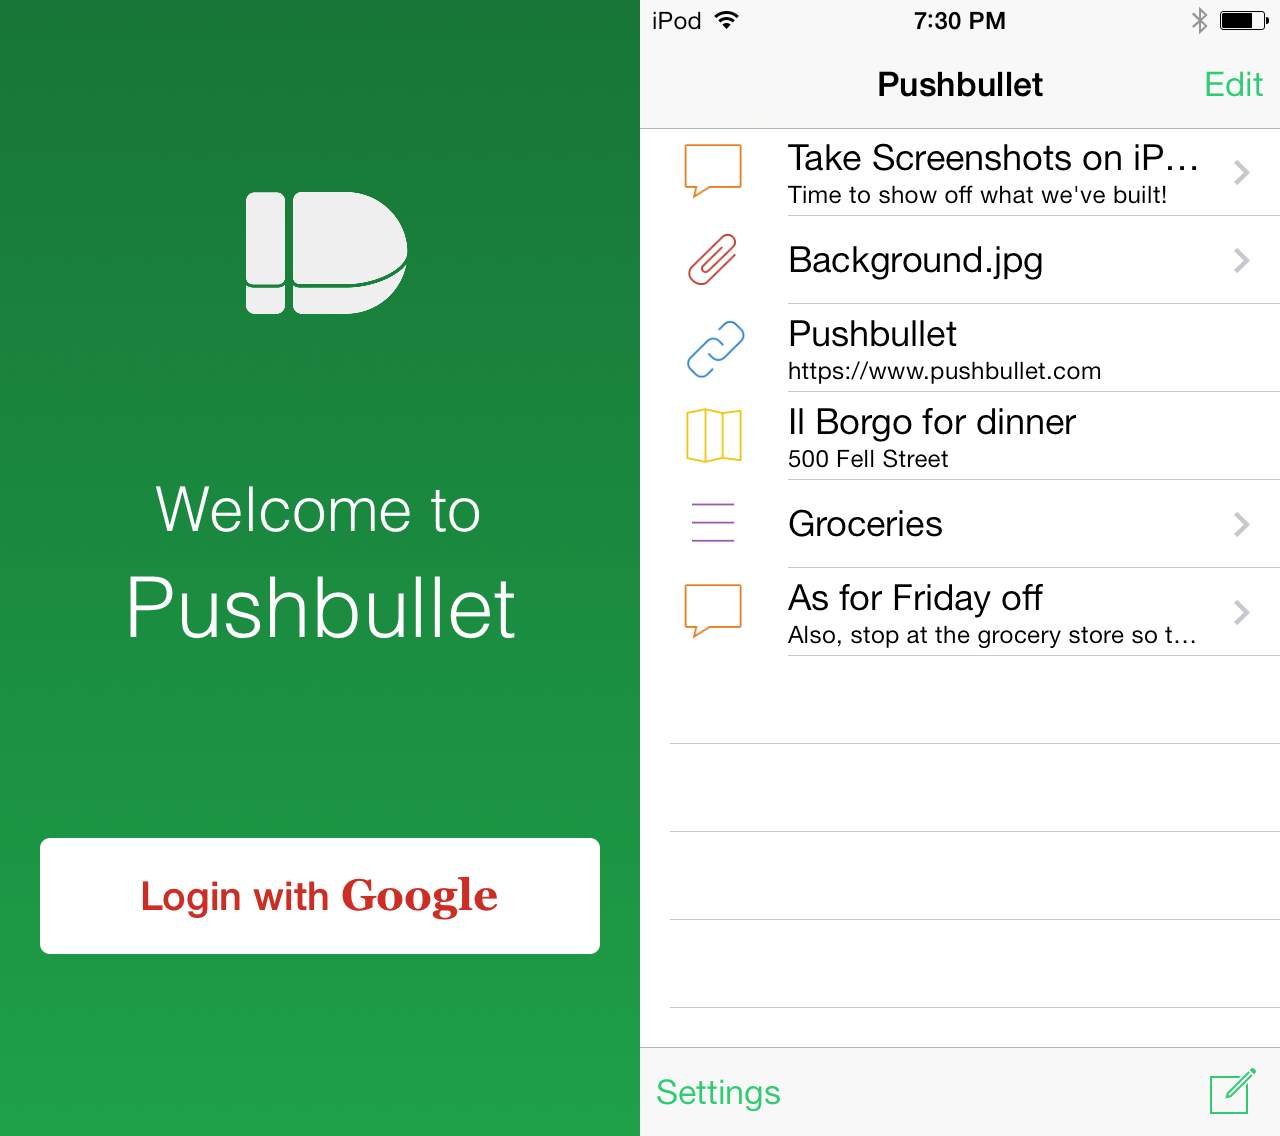 Welcome to
Pushbullet
Login with Google
iPod 7:30 PM
Pushbullet Edit
Take Screenshots on iP...
Time to show off what we've built!
Background.jpg
Pushbullet
https://www.pushbullet.com
Il Borgo for dinner
500 Fell Street
Groceries
As for Friday off
Also, stop at the grocery store so t...
Settings